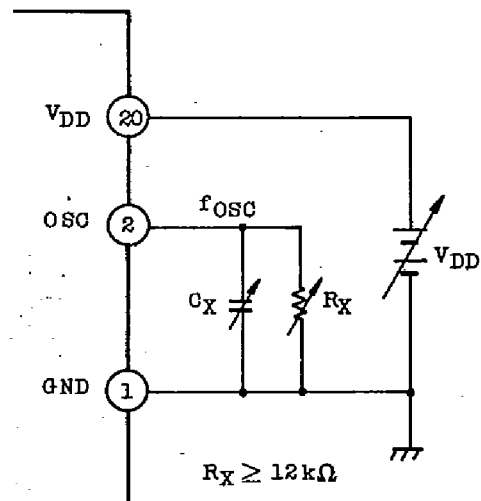 VDD 20
OSC 2 fOSC
VDD
CX RX
GND 1
RX ≥ 12kΩ